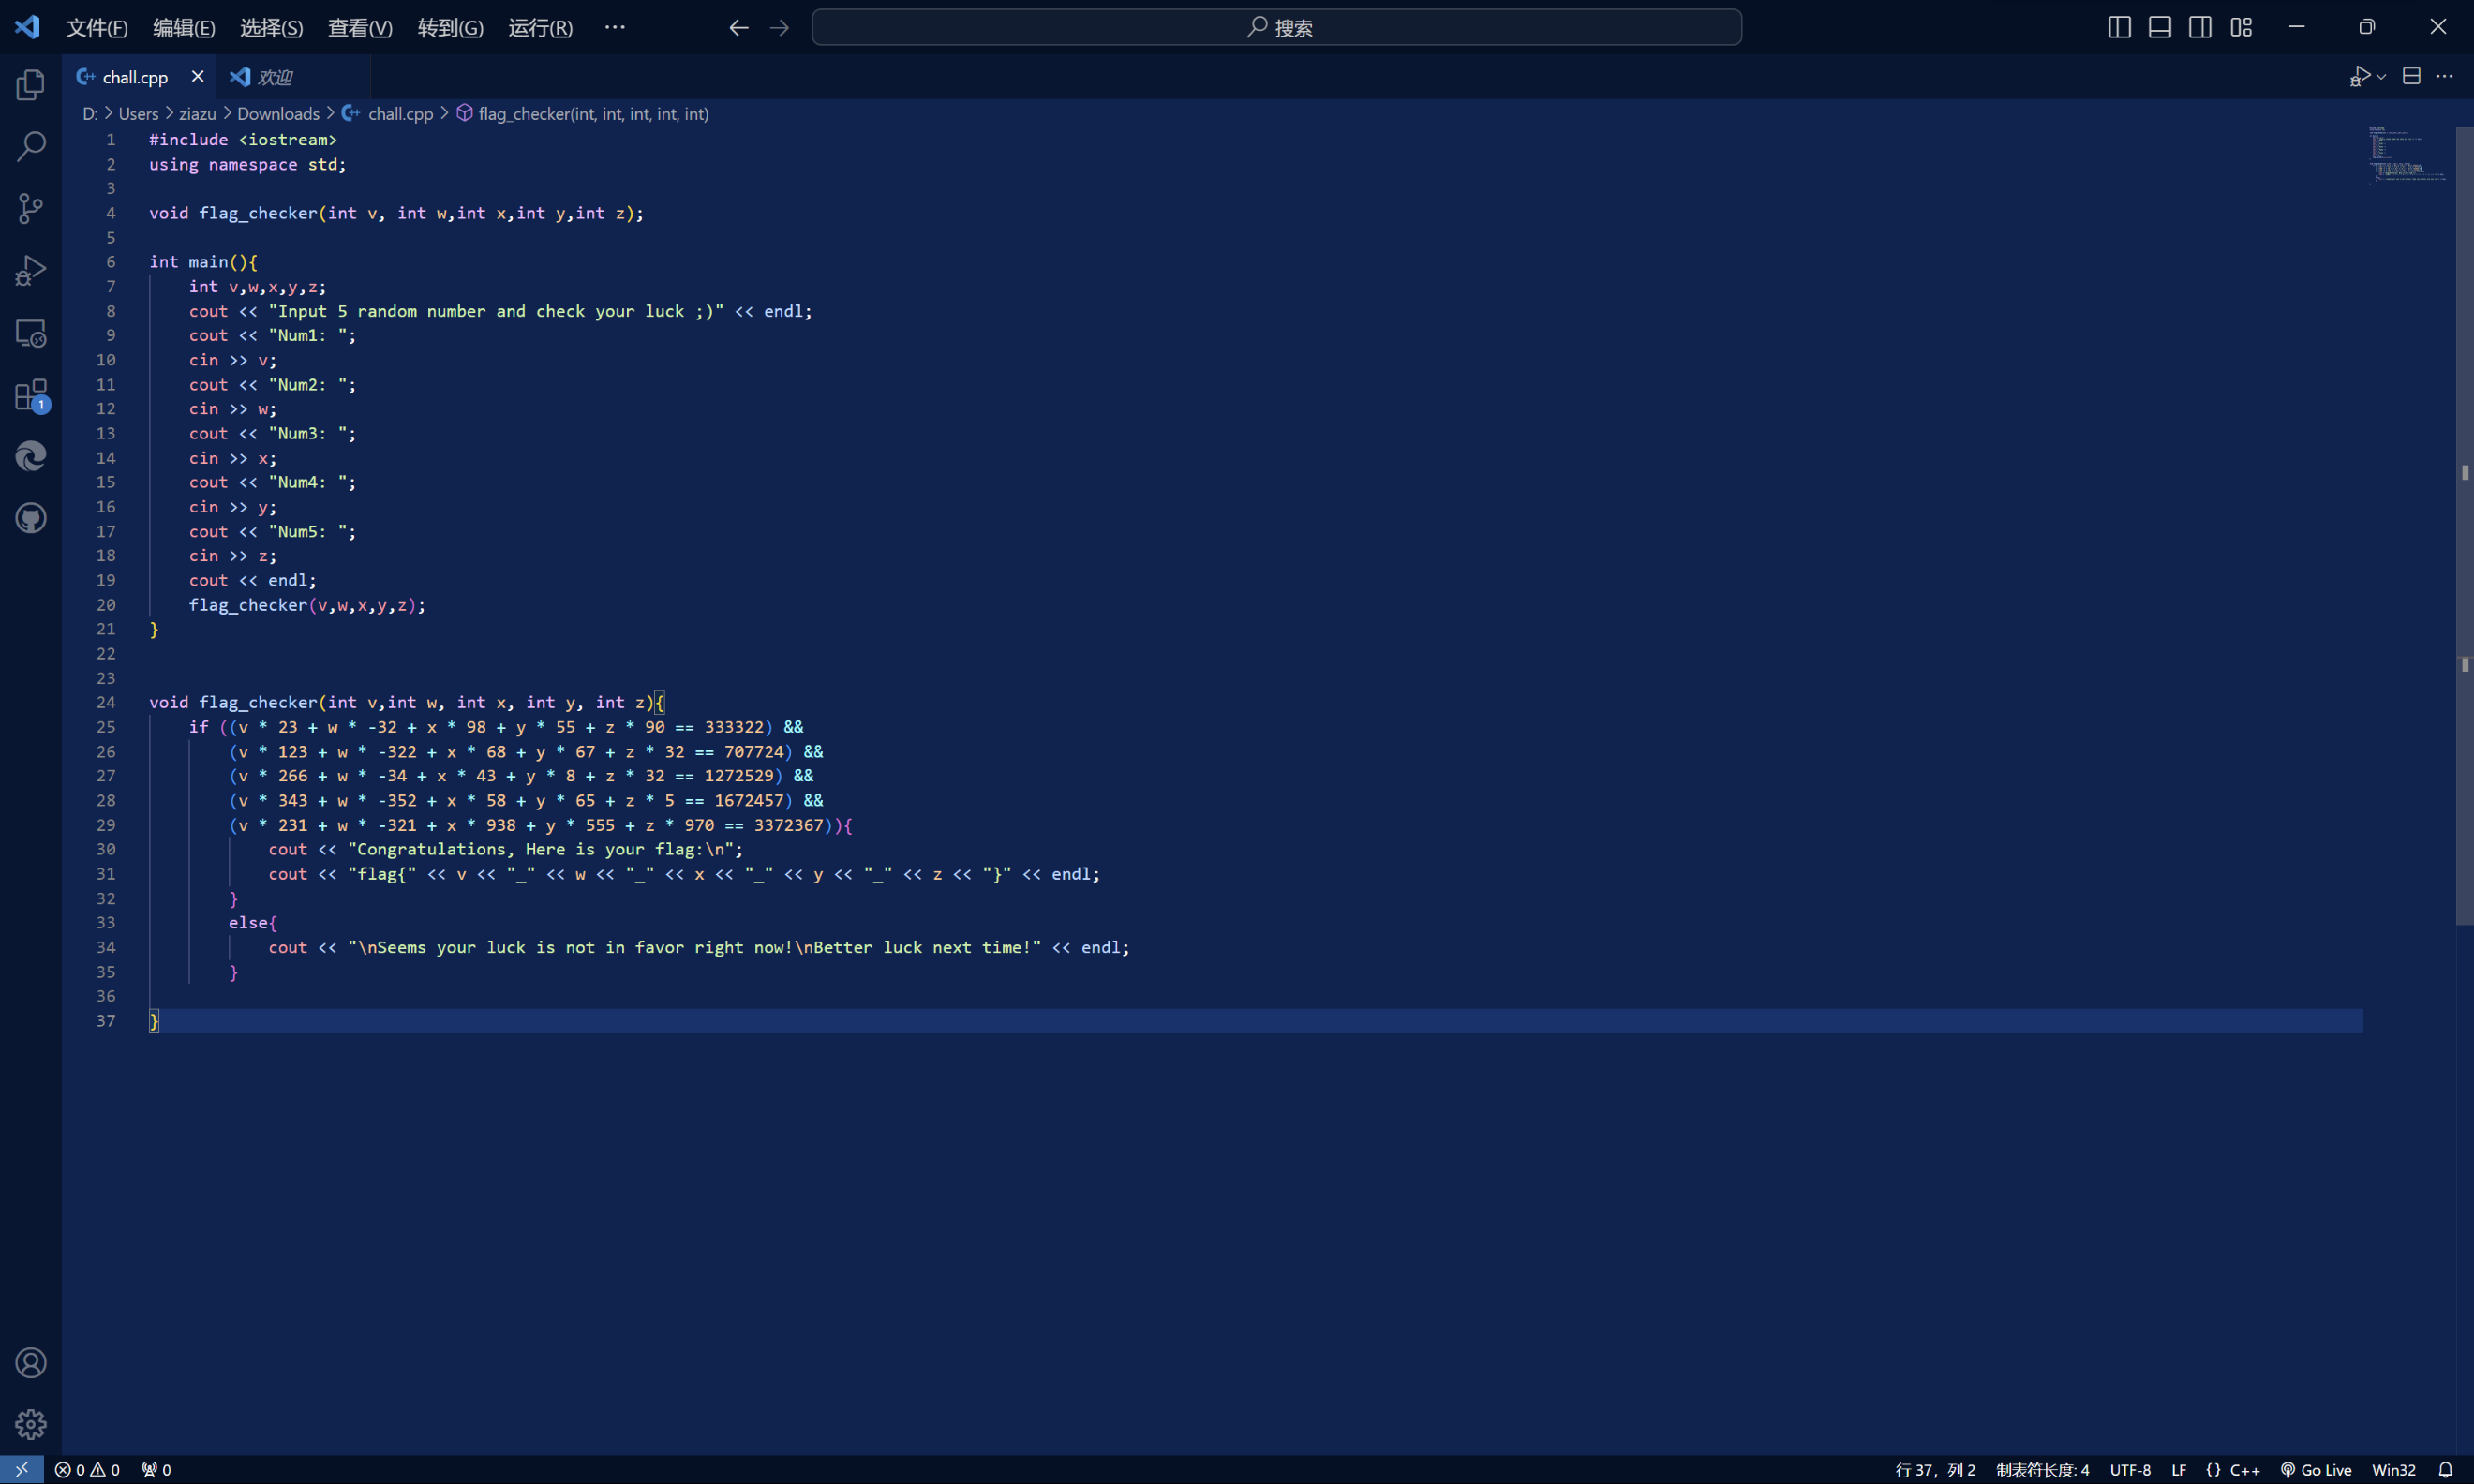 文件(F) 编辑(E) 选择(S) 查看(V) 转到(G) 运行(R) ··· 搜索
chall.cpp 欢迎
D: > Users > ziazu > Downloads > chall.cpp > flag_checker(int, int, int, int, int)
1 #include <iostream>
2 using namespace std;
3
4 void flag_checker(int v, int w,int x,int y,int z);
5
6 int main(){
7 int v,w,x,y,z;
8 cout << "Input 5 random number and check your luck ;)" << endl;
9 cout << "Num1: ";
10 cin >> v;
11 cout << "Num2: ";
12 cin >> w;
13 cout << "Num3: ";
14 cin >> x;
15 cout << "Num4: ";
16 cin >> y;
17 cout << "Num5: ";
18 cin >> z;
19 cout << endl;
20 flag_checker(v,w,x,y,z);
21 }
22
23
24 void flag_checker(int v,int w, int x, int y, int z){
25 if ((v * 23 + w * -32 + x * 98 + y * 55 + z * 90 == 333322) &&
26 (v * 123 + w * -322 + x * 68 + y * 67 + z * 32 == 707724) &&
27 (v * 266 + w * -34 + x * 43 + y * 8 + z * 32 == 1272529) &&
28 (v * 343 + w * -352 + x * 58 + y * 65 + z * 5 == 1672457) &&
29 (v * 231 + w * -321 + x * 938 + y * 555 + z * 970 == 3372367)){
30 cout << "Congratulations, Here is your flag:\n";
31 cout << "flag{" << v << "_" << w << "_" << x << "_" << y << "_" << z << "}" << endl;
32 }
33 else{
34 cout << "\nSeems your luck is not in favor right now!\nBetter luck next time!" << endl;
35 }
36
37 }
1
0 0 0 行 37，列 2 制表符长度: 4 UTF-8 LF {} C++ Go Live Win32